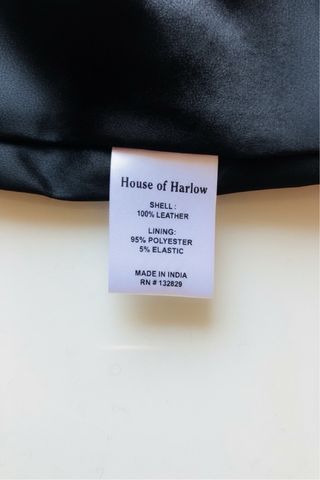 House of Harlow
SHELL :
100% LEATHER
LINING:
95% POLYESTER
5% ELASTIC
MADE IN INDIA
RN # 132829